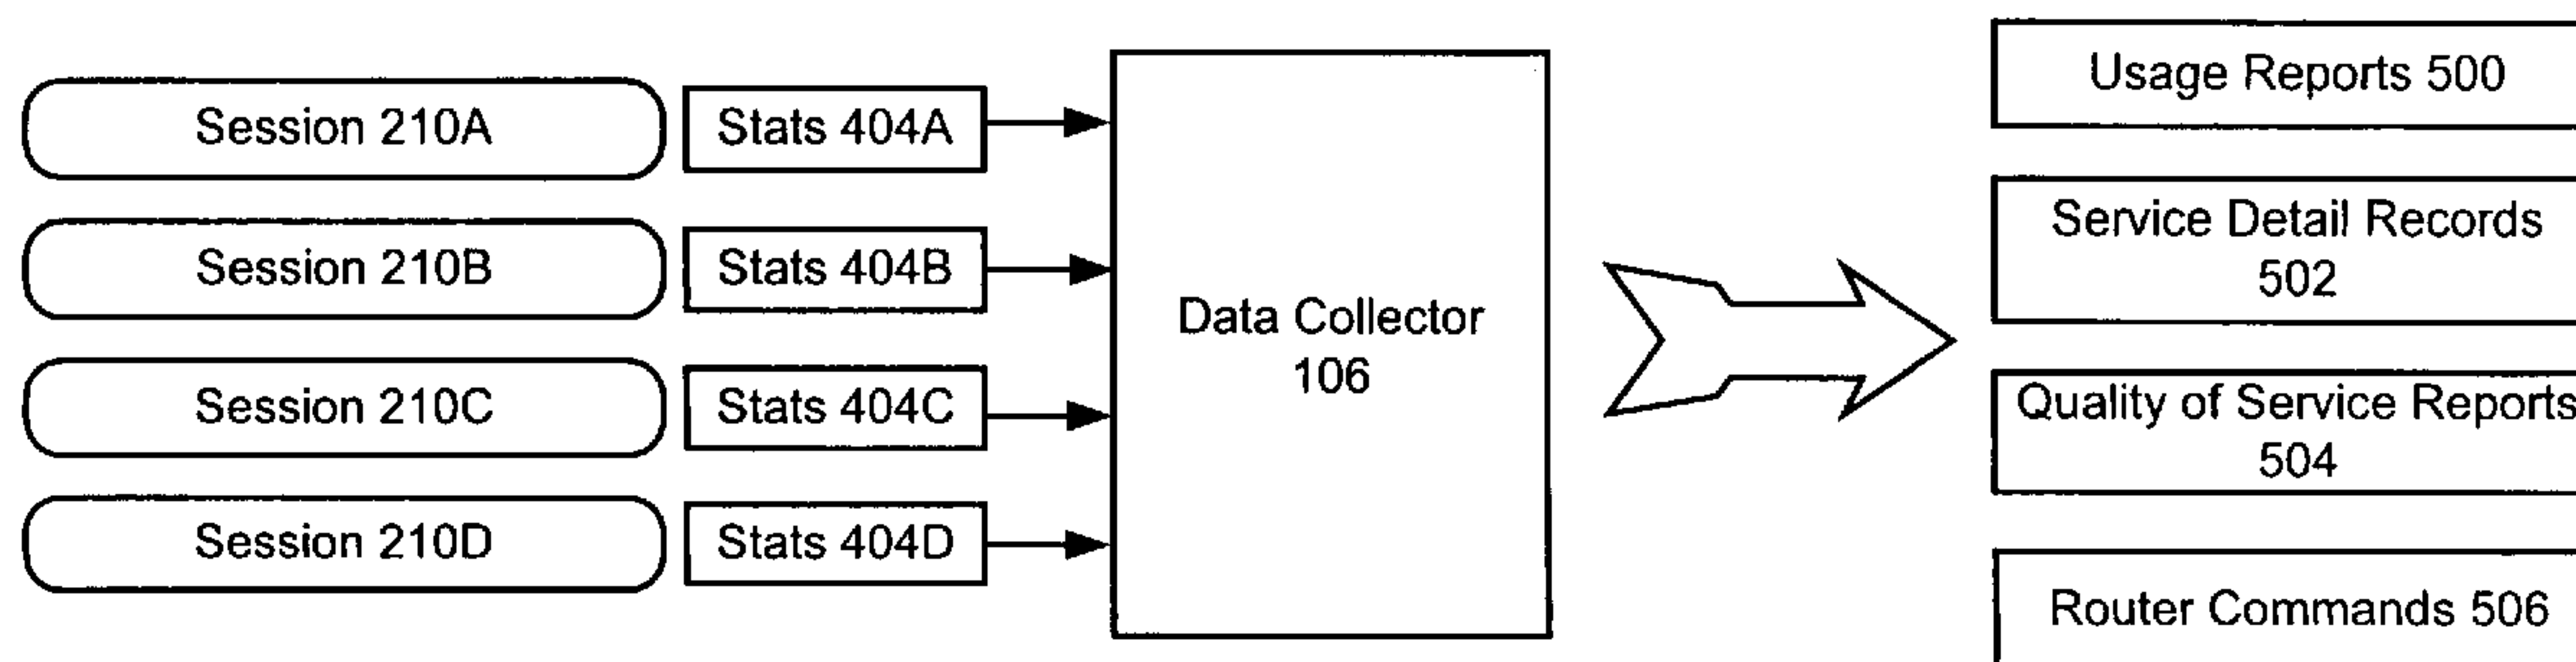 Session 210A
Stats 404A
Session 210B
Stats 404B
Session 210C
Stats 404C
Session 210D
Stats 404D
Data Collector
106
Usage Reports 500
Service Detail Records
502
Quality of Service Reports
504
Router Commands 506